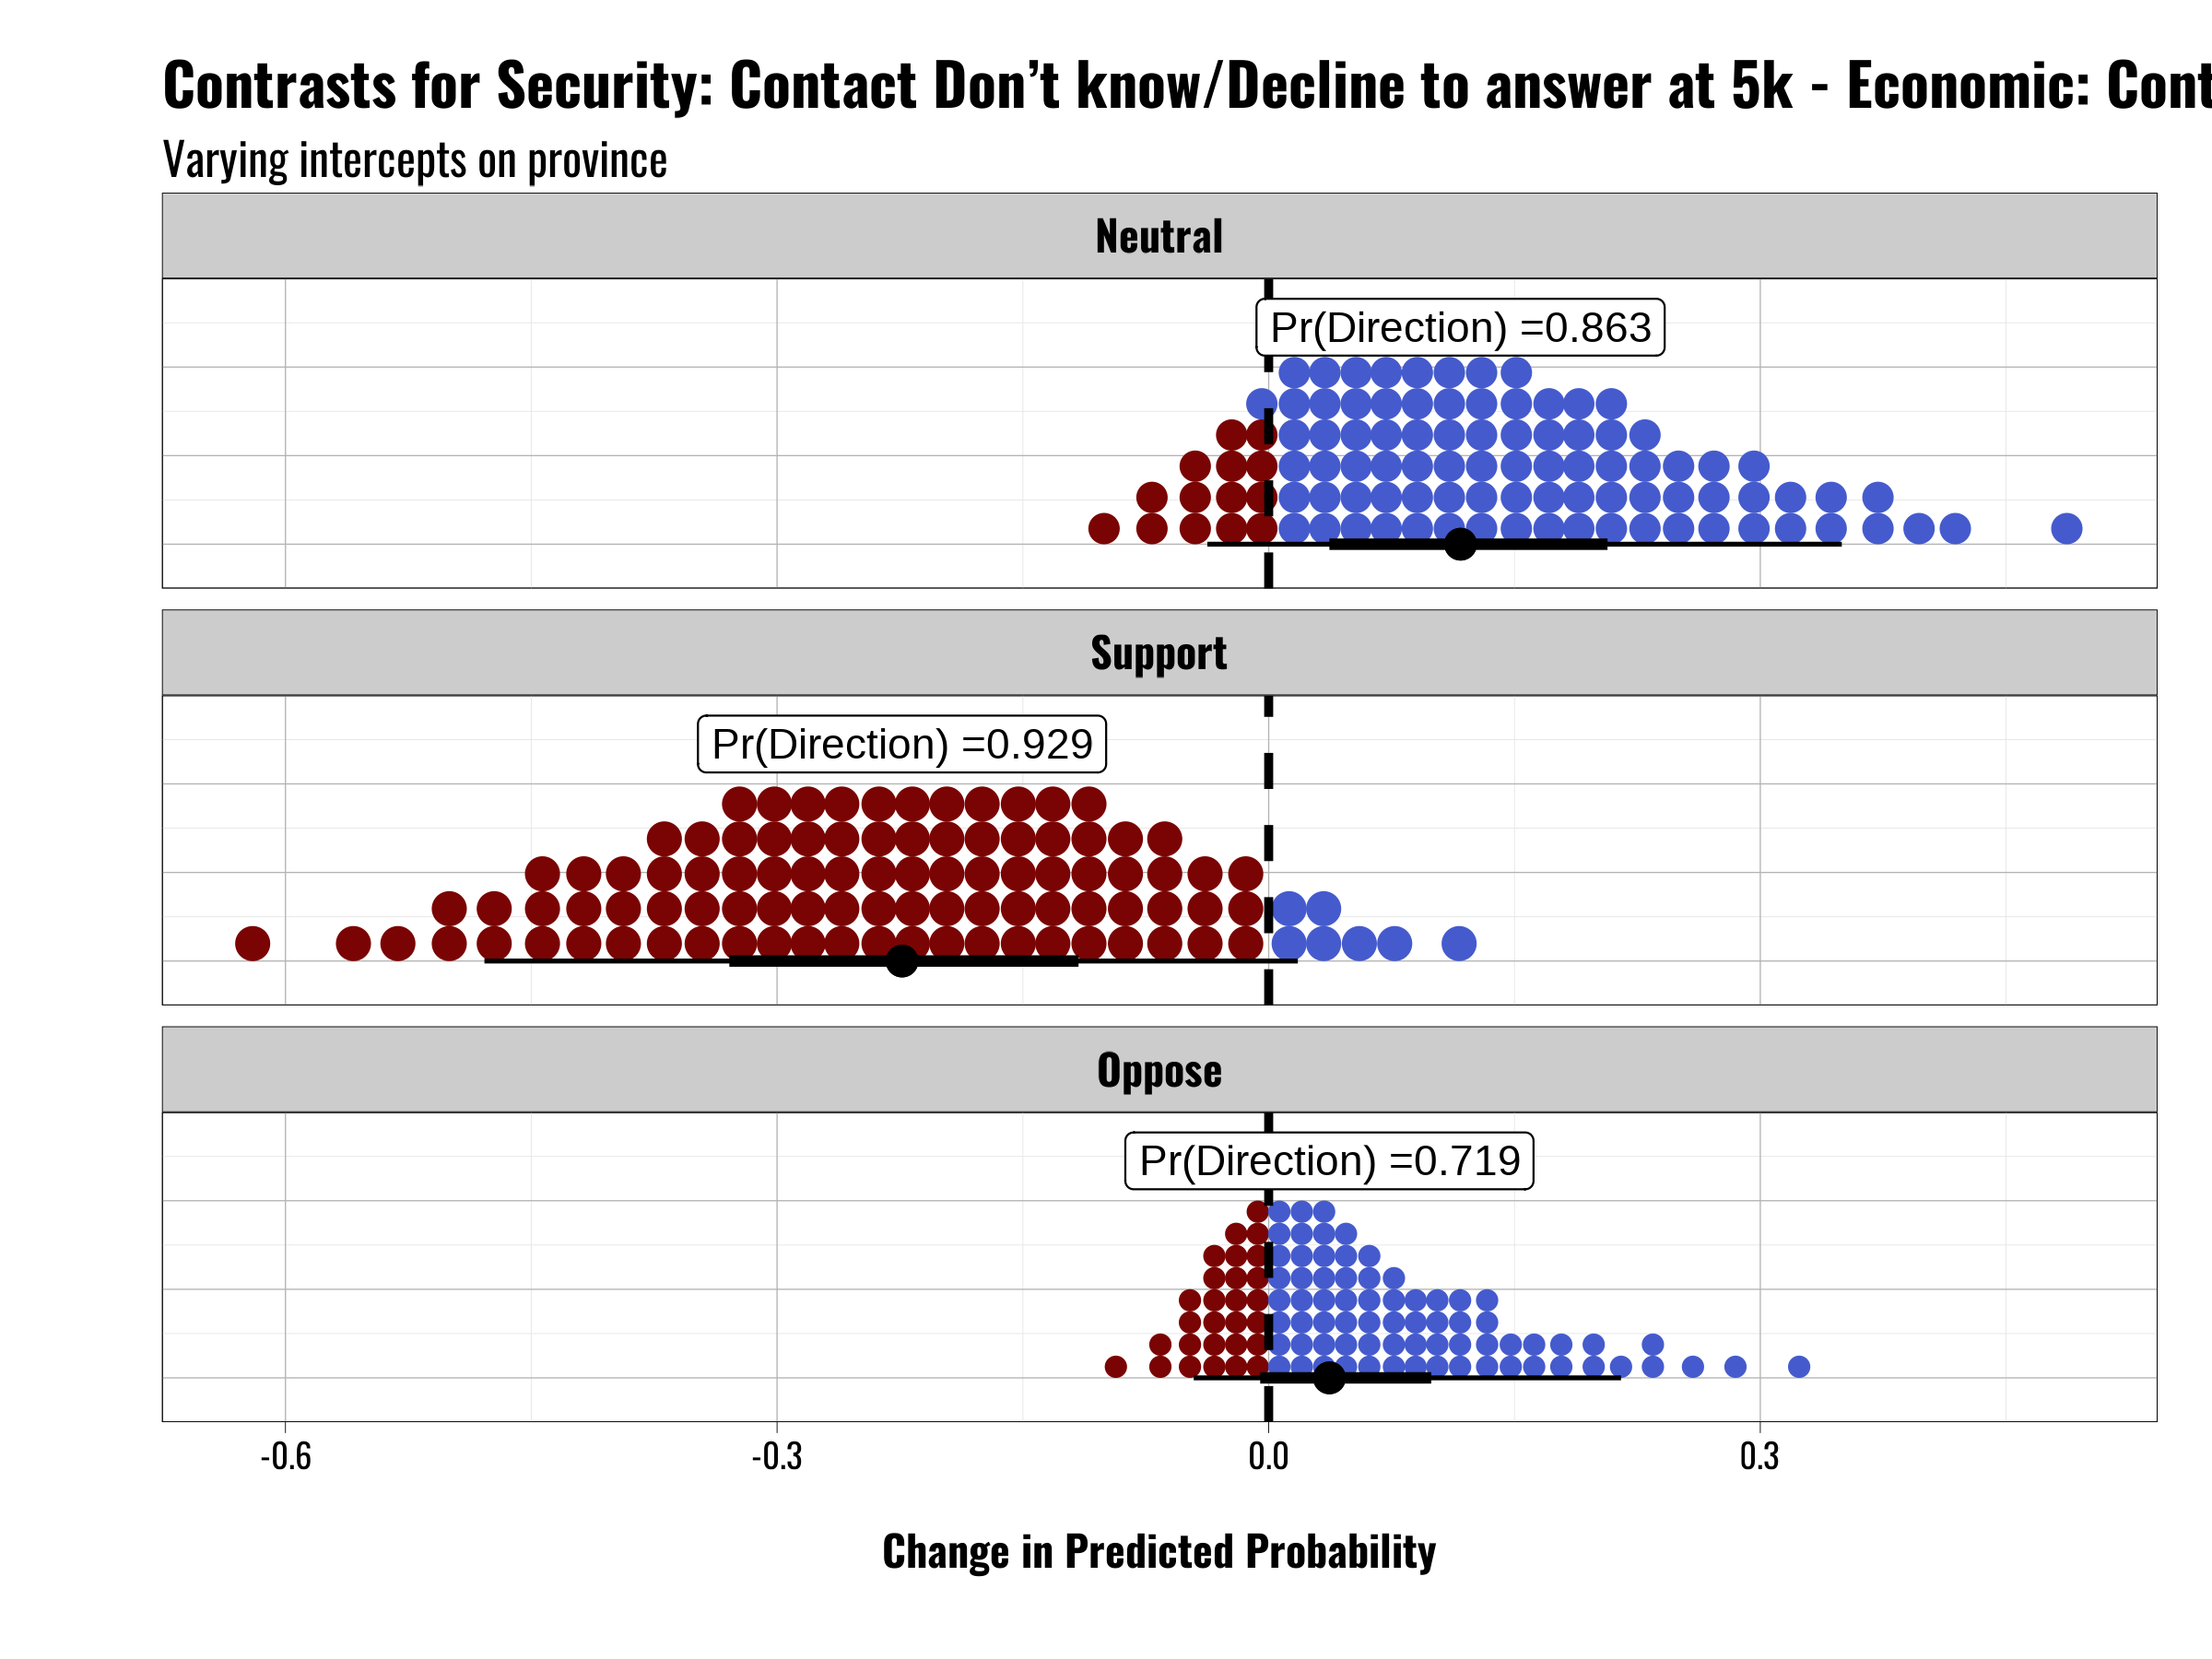 Contrasts for Security: Contact Don’t know/Decline to answer at 5k - Economic: Cont
Varying intercepts on province
Neutral
Pr(Direction) =0.863
Support
Pr(Direction) =0.929
Oppose
Pr(Direction) =0.719
-0.6 -0.3 0.0 0.3
Change in Predicted Probability